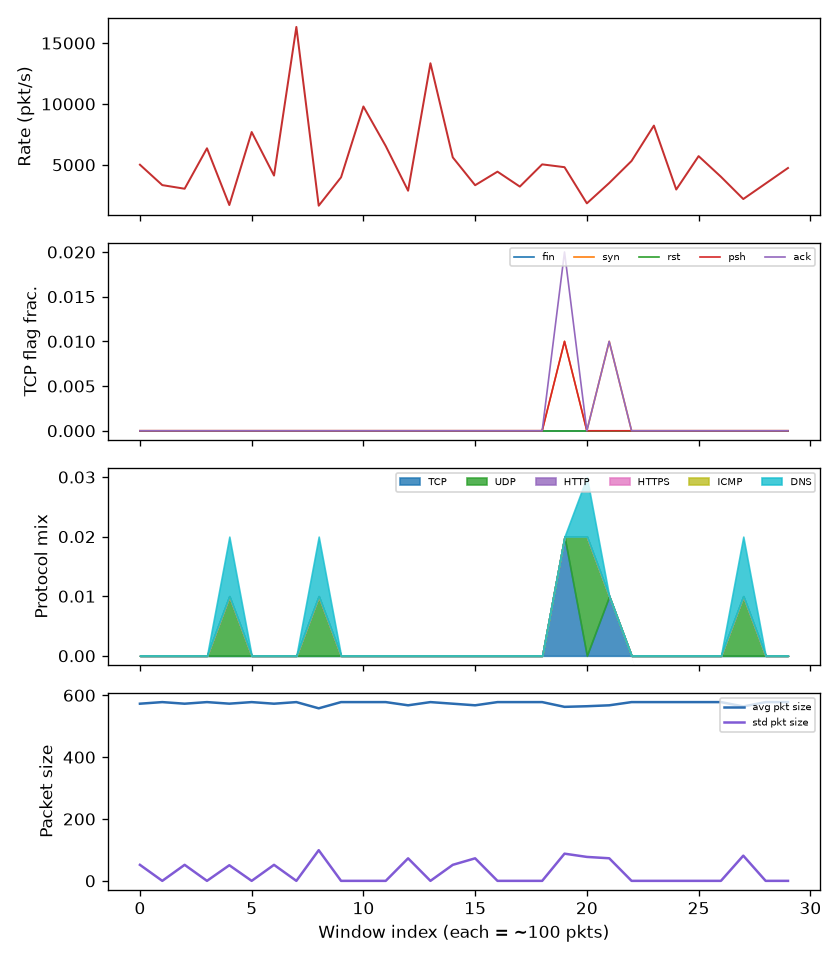 15000
10000
5000
Rate (pkt/s)
fin syn rst psh ack
0.020
0.015
0.010
0.005
0.000
TCP flag frac.
TCP UDP HTTP HTTPS ICMP DNS
0.03
0.02
0.01
0.00
Protocol mix
avg pkt size
std pkt size
600
400
200
0
Packet size
0 5 10 15 20 25 30
Window index (each = ~100 pkts)